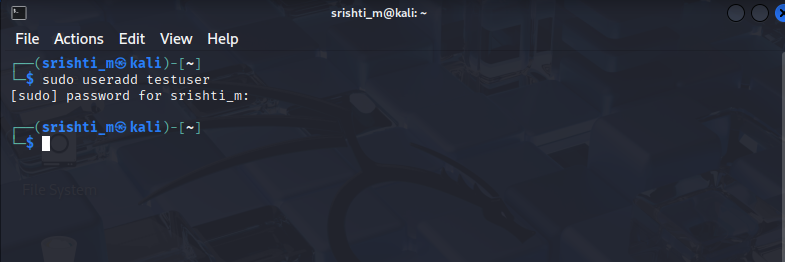 srishti_m@kali: ~
File Actions Edit View Help
┌──(srishti_m㉿kali)-[~]
└─$ sudo useradd testuser
[sudo] password for srishti_m:
┌──(srishti_m㉿kali)-[~]
└─$
File System